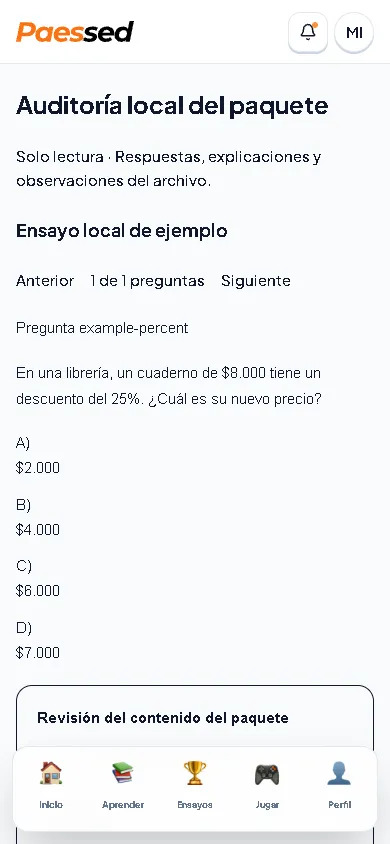 Paessed
MI
Auditoría local del paquete
Solo lectura · Respuestas, explicaciones y
observaciones del archivo.
Ensayo local de ejemplo
Anterior 1 de 1 preguntas Siguiente
Pregunta example-percent
En una librería, un cuaderno de $8.000 tiene un
descuento del 25%. ¿Cuál es su nuevo precio?
A)
$2.000
B)
$4.000
C)
$6.000
D)
$7.000
Revisión del contenido del paquete
Inicio Aprender Ensayos Jugar Perfil